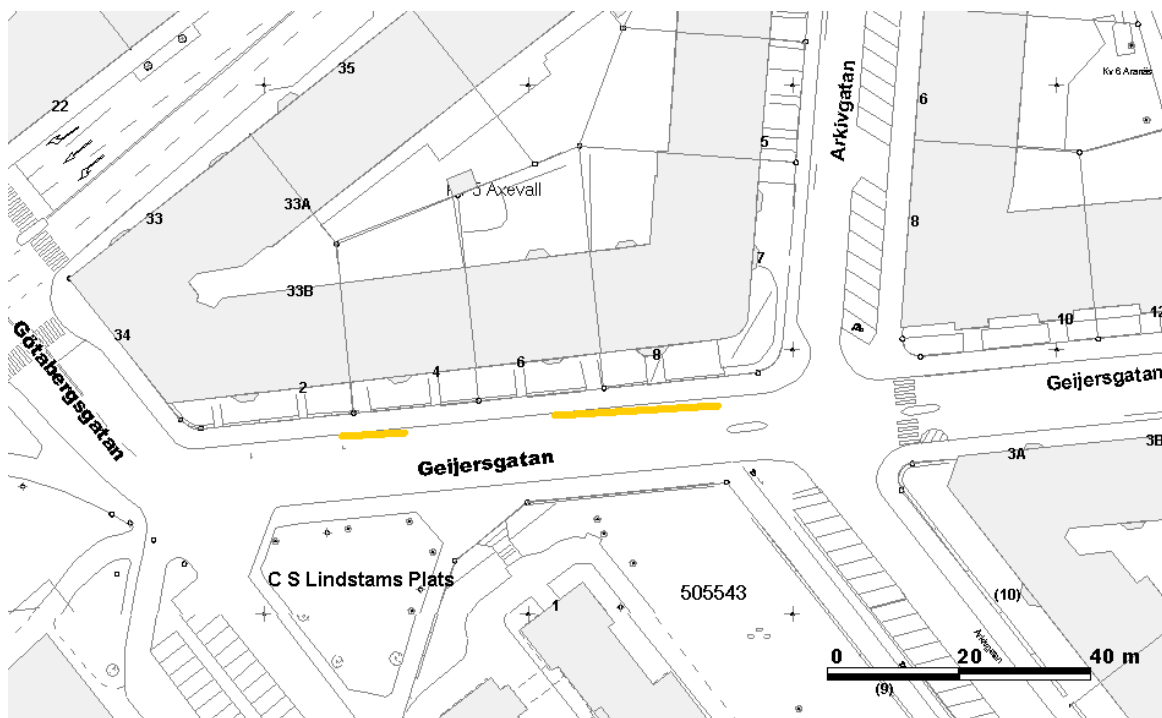 35
22
Kv 6 Aranäs
6
5
Arkivgatan
5 Axevall
33A
33
8
7
33B
34
10
12
Götabergsgatan
8
6
4
2
Geijersgatan
Geijersgatan
3A
3B
C S Lindstams Plats
505543
1
(10)
Arkivgatan
0 20 40 m
(9)